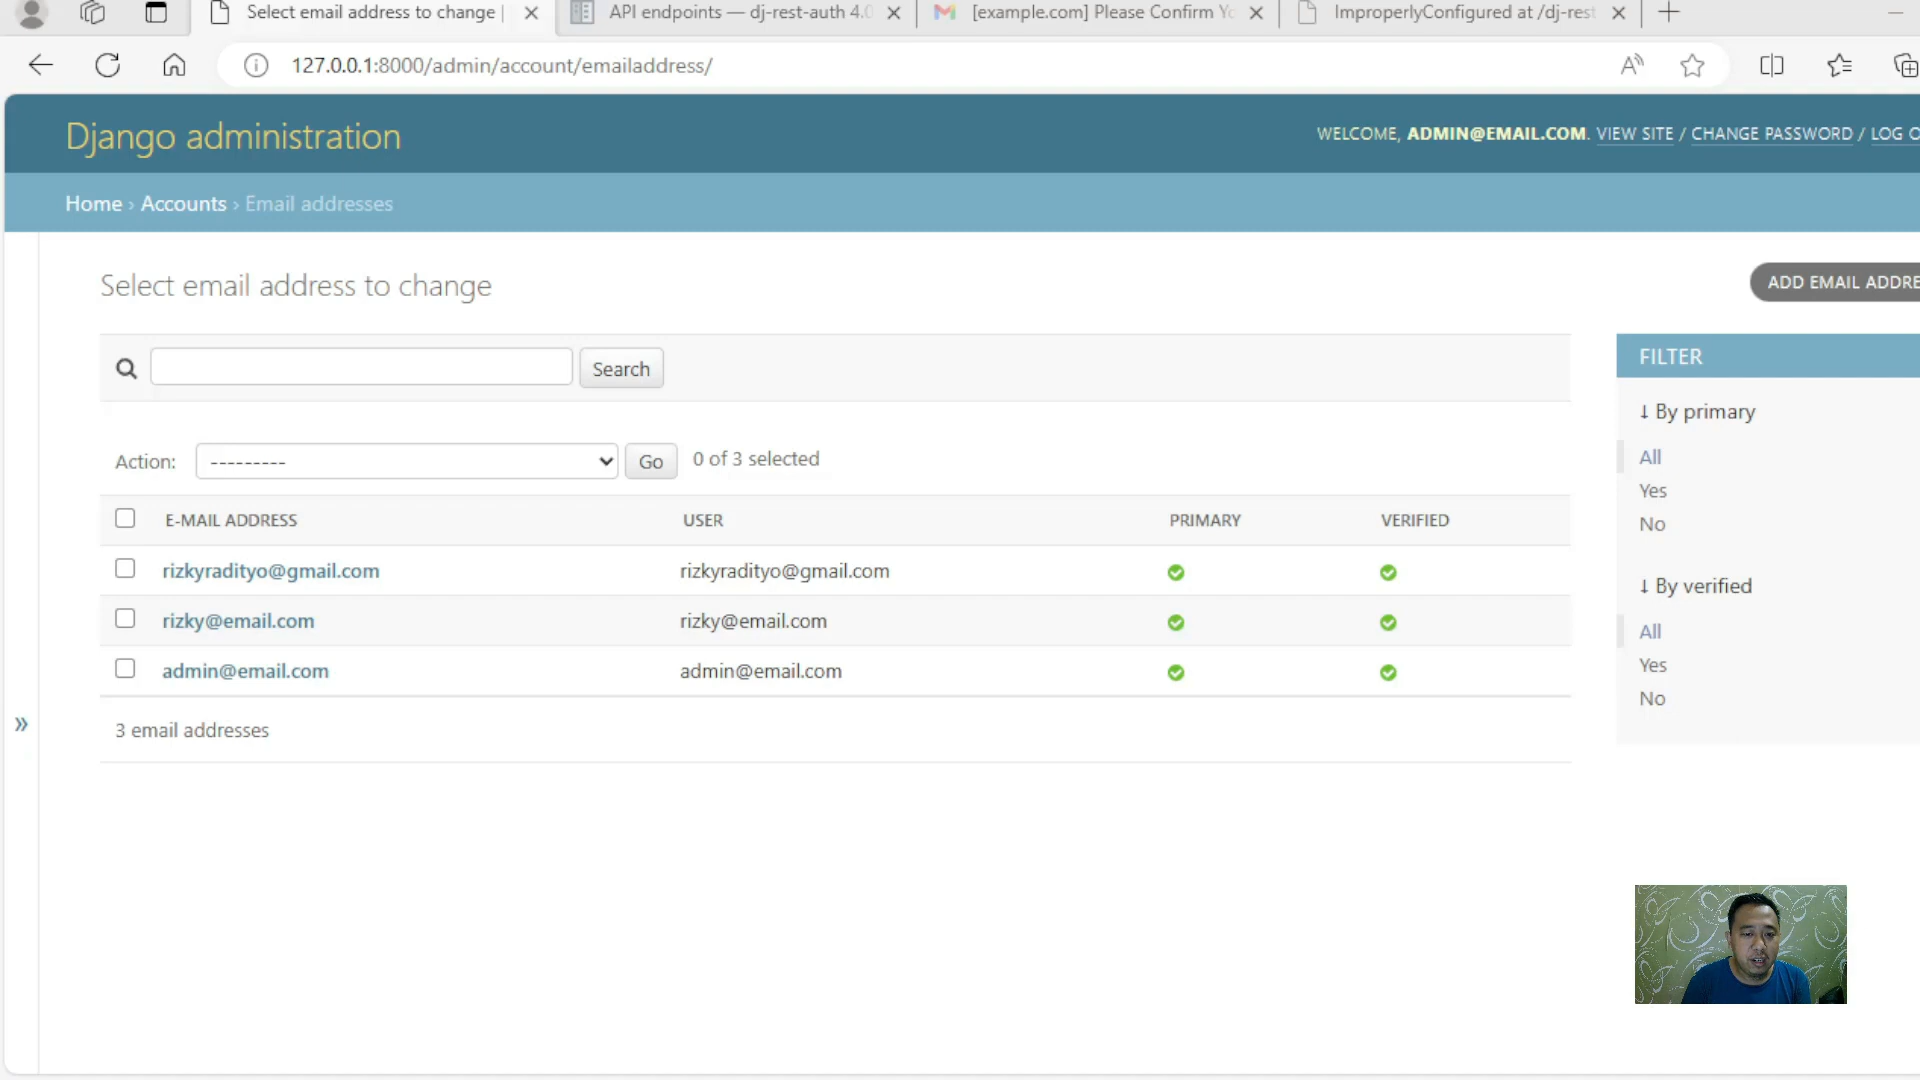 Select email address to change |
API endpoints — dj-rest-auth 4.0
[example.com] Please Confirm Yo
ImproperlyConfigured at /dj-rest
127.0.0.1:8000/admin/account/emailaddress/
Django administration
WELCOME, ADMIN@EMAIL.COM. VIEW SITE / CHANGE PASSWORD / LOG O
Home › Accounts › Email addresses
Select email address to change
ADD EMAIL ADDRE
Search
FILTER
↓ By primary
All
Yes
No
↓ By verified
All
Yes
No
Action: --------- Go 0 of 3 selected
E-MAIL ADDRESS USER PRIMARY VERIFIED
rizkyradityo@gmail.com rizkyradityo@gmail.com
rizky@email.com rizky@email.com
admin@email.com admin@email.com
3 email addresses
»